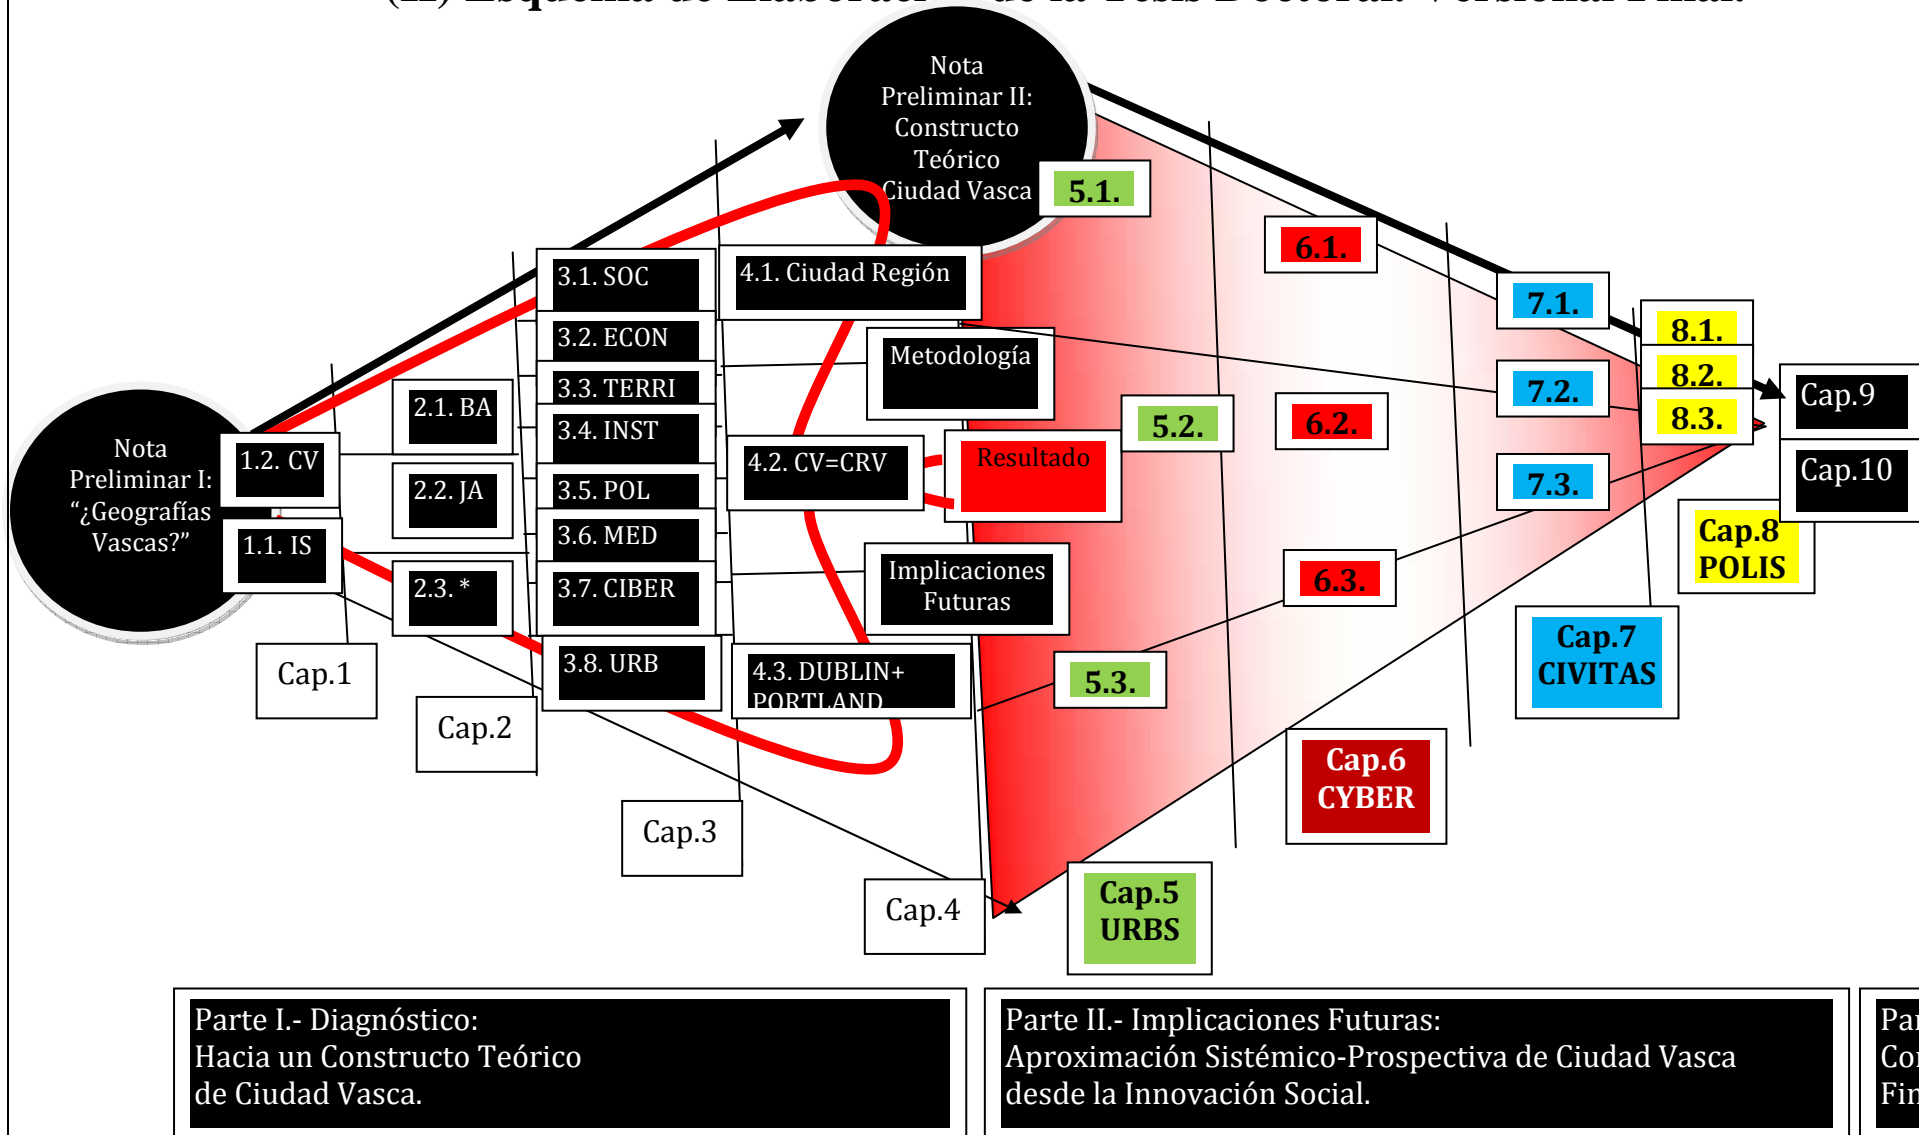 de la Tesis Doctoral.
Nota
Preliminar II:
Constructo
Teórico
Ciudad Vasca
5.1.
6.1.
3.1. SOC
4.1. Ciudad Región
7.1.
3.2. ECON
8.1.
Metodología
3.3. TERRI
7.2.
8.2.
Cap.9
2.1. BA
3.4. INST
5.2.
6.2.
8.3.
Nota
Preliminar I:
“¿Geografías
Vascas?”
1.2. CV
4.2. CV=CRV
Resultado
Cap.10
2.2. JA
3.5. POL
7.3.
3.6. MED
1.1. IS
Cap.8
POLIS
2.3. *
3.7. CIBER
Implicaciones
Futuras
6.3.
3.8. URB
4.3. DUBLIN+
PORTLAND
5.3.
Cap.7
CIVITAS
Cap.1
Cap.2
Cap.6
CYBER
Cap.3
Cap.4
Cap.5
URBS
Parte I.- Diagnóstico:
Hacia un Constructo Teórico
de Ciudad Vasca.
Parte II.- Implicaciones Futuras:
Aproximación Sistémico-Prospectiva de Ciudad Vasca
desde la Innovación Social.
Par
Con
Fin